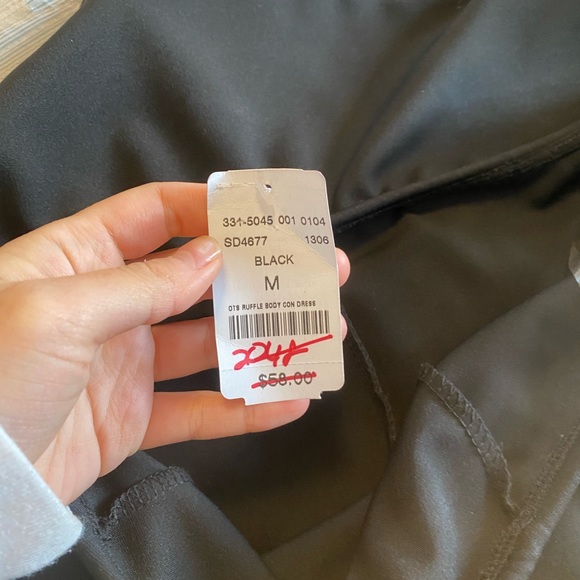 331-5045 001 0104
SD4677 1306
BLACK
M
OTS RUFFLE BODY CON DRESS
$58.00